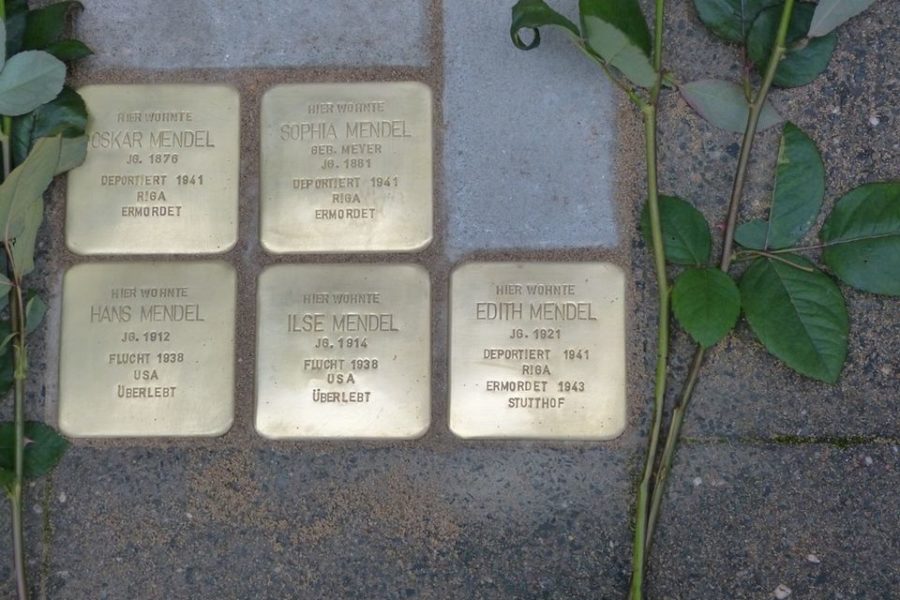 HIER WOHNTE
OSKAR MENDEL
JG. 1876
DEPORTIERT 1941
RIGA
ERMORDET
HIER WOHNTE
SOPHIA MENDEL
GEB. MEYER
JG. 1881
DEPORTIERT 1941
RIGA
ERMORDET
HIER WOHNTE
HANS MENDEL
JG. 1912
FLUCHT 1938
USA
ÜBERLEBT
HIER WOHNTE
ILSE MENDEL
JG. 1914
FLUCHT 1938
USA
ÜBERLEBT
HIER WOHNTE
EDITH MENDEL
JG. 1921
DEPORTIERT 1941
RIGA
ERMORDET 1943
STUTTHOF